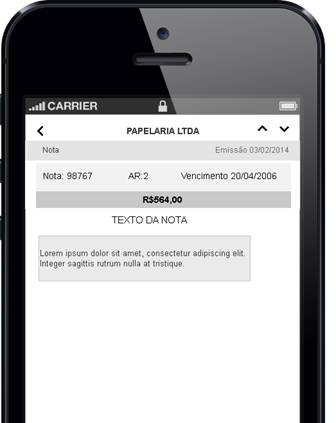 CARRIER
PAPELARIA LTDA
Nota Emissão 03/02/2014
Nota: 98767 AR:2 Vencimento 20/04/2006
R$564,00
TEXTO DA NOTA
Lorem ipsum dolor sit amet, consectetur adipiscing elit.
Integer sagittis rutrum nulla at tristique.